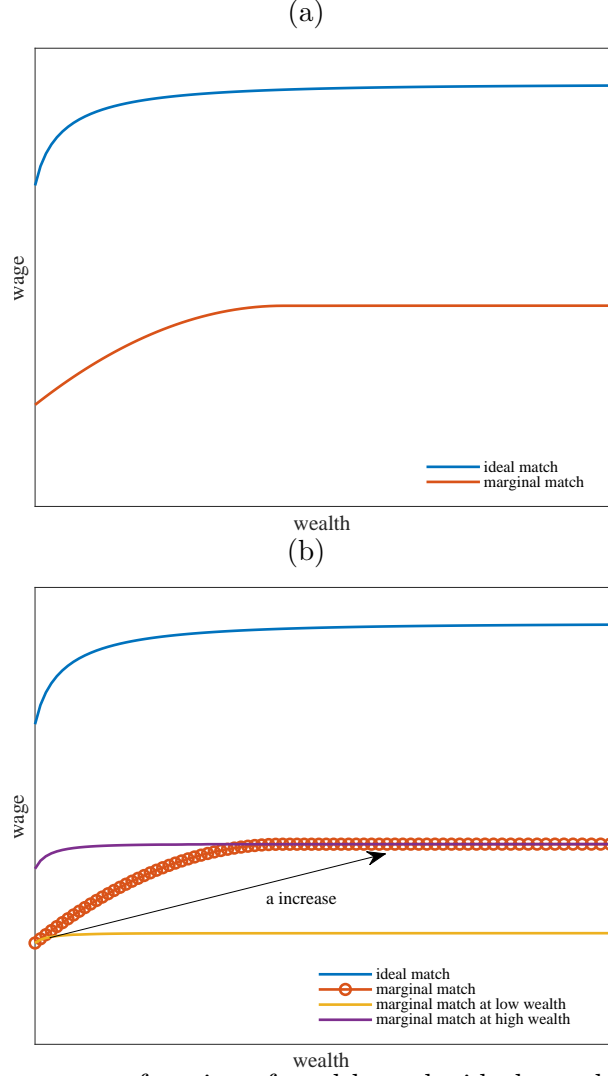 (a)
wage
ideal match
marginal match
wealth
(b)
wage
a increase
ideal match
marginal match
marginal match at low wealth
marginal match at high wealth
wealth